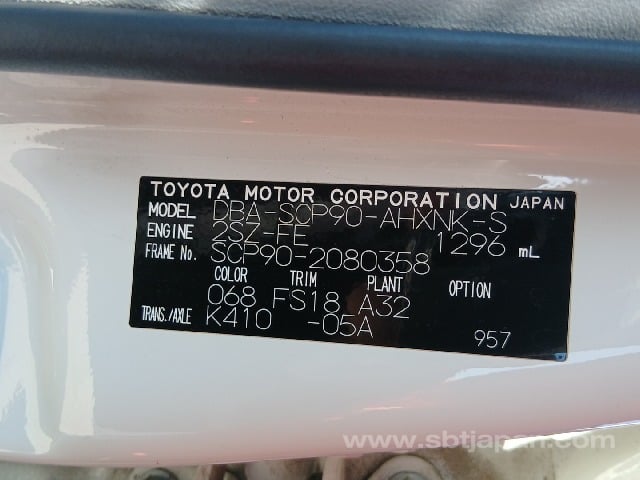 TOYOTA MOTOR CORPORATION JAPAN
MODEL DBA-SCP90-AHXNK-S
ENGINE 2SZ-FE 1296 mL
FRAME No. SCP90-2080358
COLOR TRIM PLANT OPTION
068 FS18 A32
TRANS./AXLE K410 -05A
957
www.sbtjapan.com